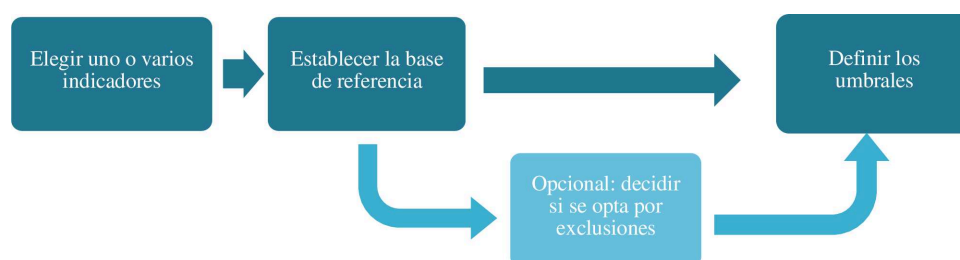 Elegir uno o varios
indicadores
Establecer la base
de referencia
Definir los
umbrales
Opcional: decidir
si se opta por
exclusiones